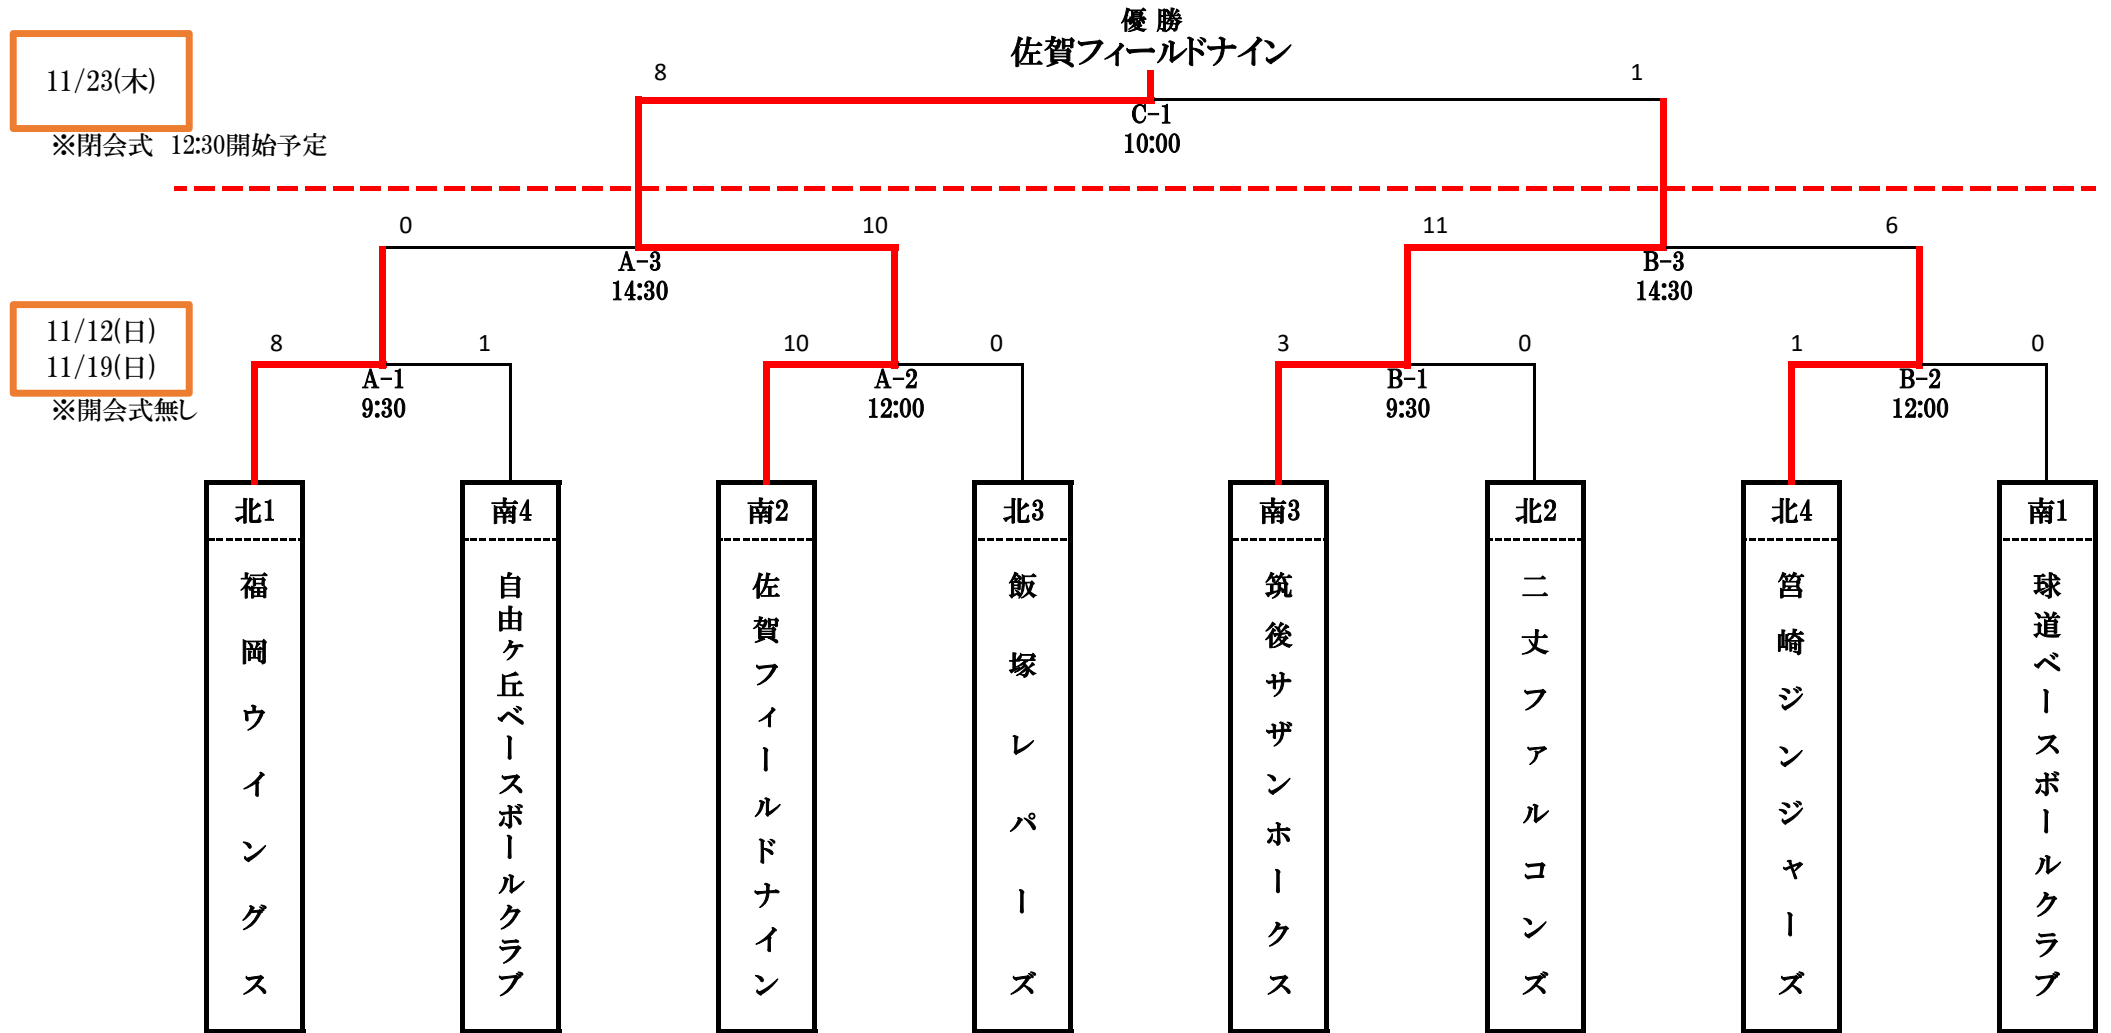 優勝
佐賀フィールドナイン
11/23(木)
8
1
C-1
10:00
※閉会式 12:30開始予定
0
10
11
6
A-3
14:30
B-3
14:30
11/12(日)
11/19(日)
※開会式無し
8
1
10
0
3
0
1
0
A-1
9:30
A-2
12:00
B-1
9:30
B-2
12:00
北1
南4
南2
北3
南3
北2
北4
南1
福岡ウイングス
自由ヶ丘ベースボールクラブ
佐賀フィールドナイン
飯塚レパーズ
筑後サザンホークス
二丈ファルコンズ
筥崎ジンジャーズ
球道ベースボールクラブ